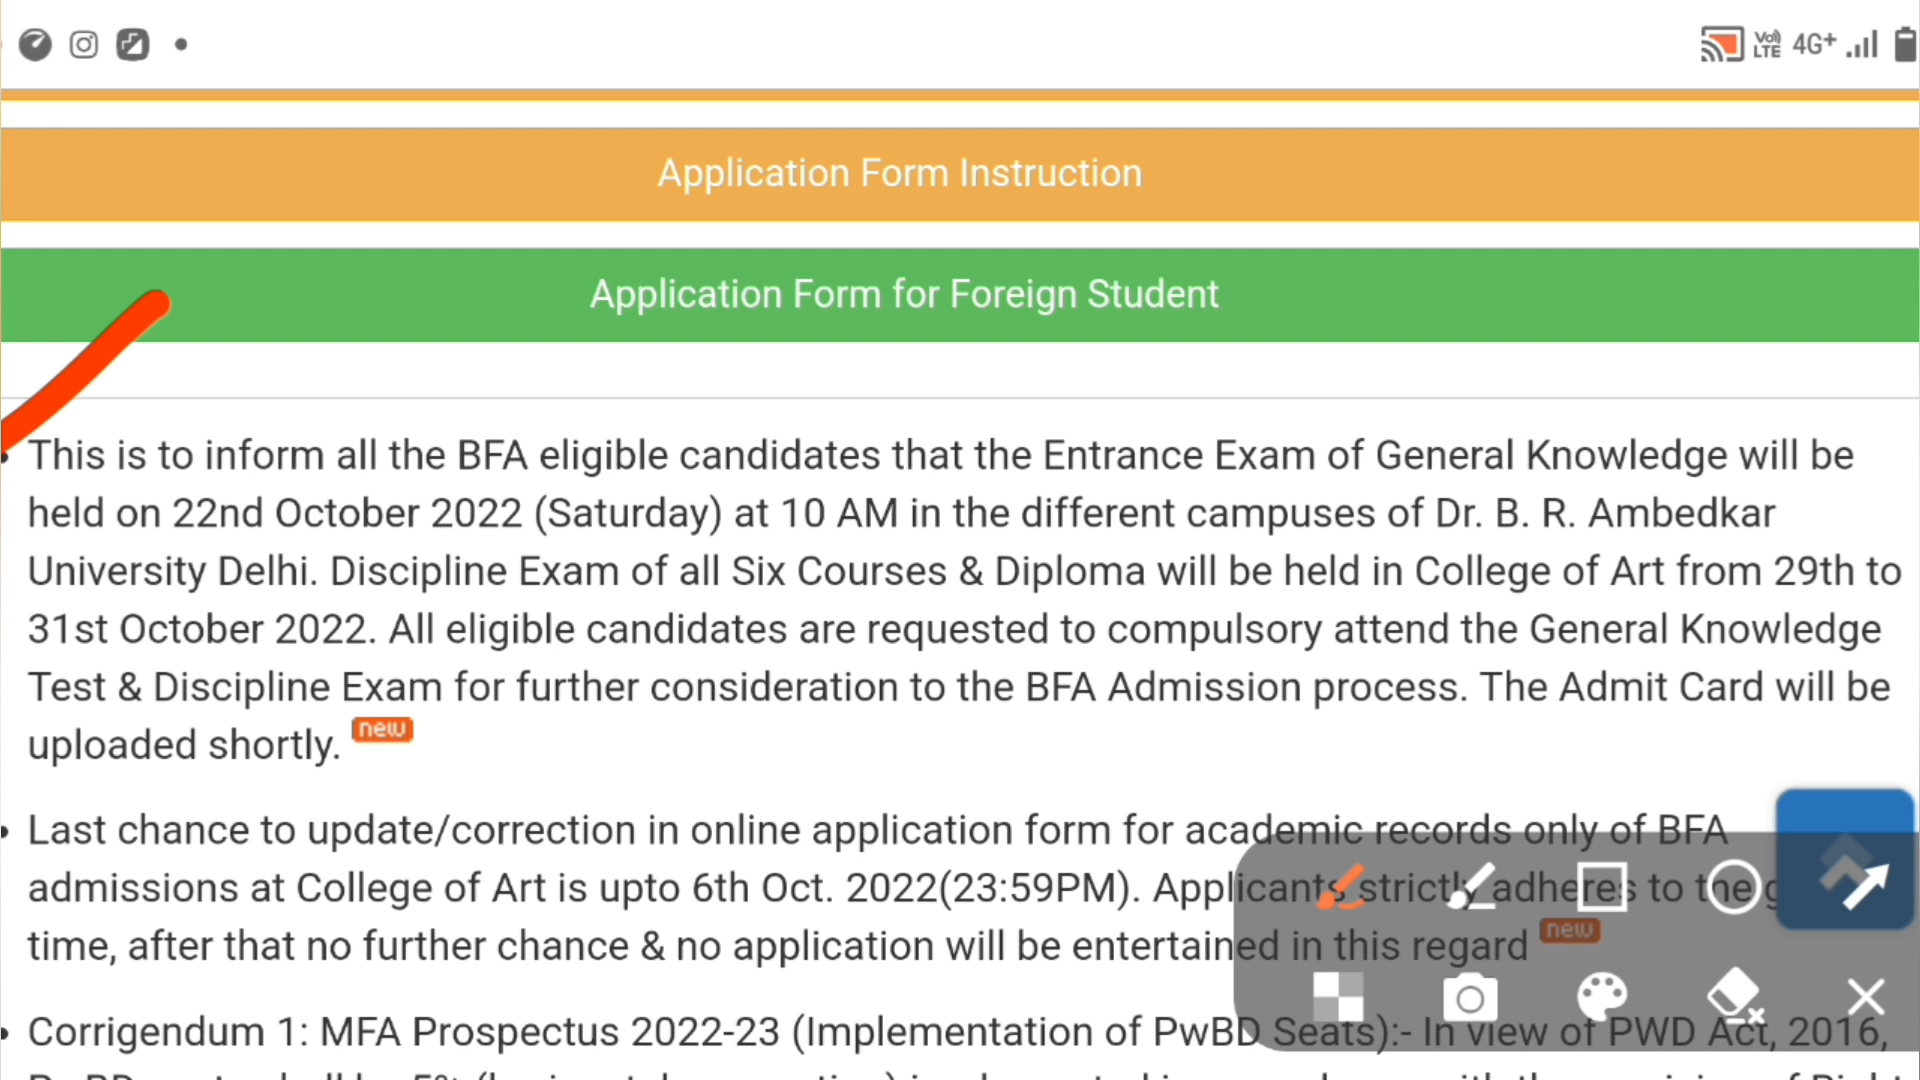 Vo)) LTE 4G+
Application Form Instruction
Application Form for Foreign Student
This is to inform all the BFA eligible candidates that the Entrance Exam of General Knowledge will be
held on 22nd October 2022 (Saturday) at 10 AM in the different campuses of Dr. B. R. Ambedkar
University Delhi. Discipline Exam of all Six Courses & Diploma will be held in College of Art from 29th to
31st October 2022. All eligible candidates are requested to compulsory attend the General Knowledge
Test & Discipline Exam for further consideration to the BFA Admission process. The Admit Card will be
uploaded shortly. new
Last chance to update/correction in online application form for academic records only of BFA
admissions at College of Art is upto 6th Oct. 2022(23:59PM). Applicants strictly adheres to the
time, after that no further chance & no application will be entertained in this regard new
Corrigendum 1: MFA Prospectus 2022-23 (Implementation of PwBD Seats):- In view of PWD Act, 2016,